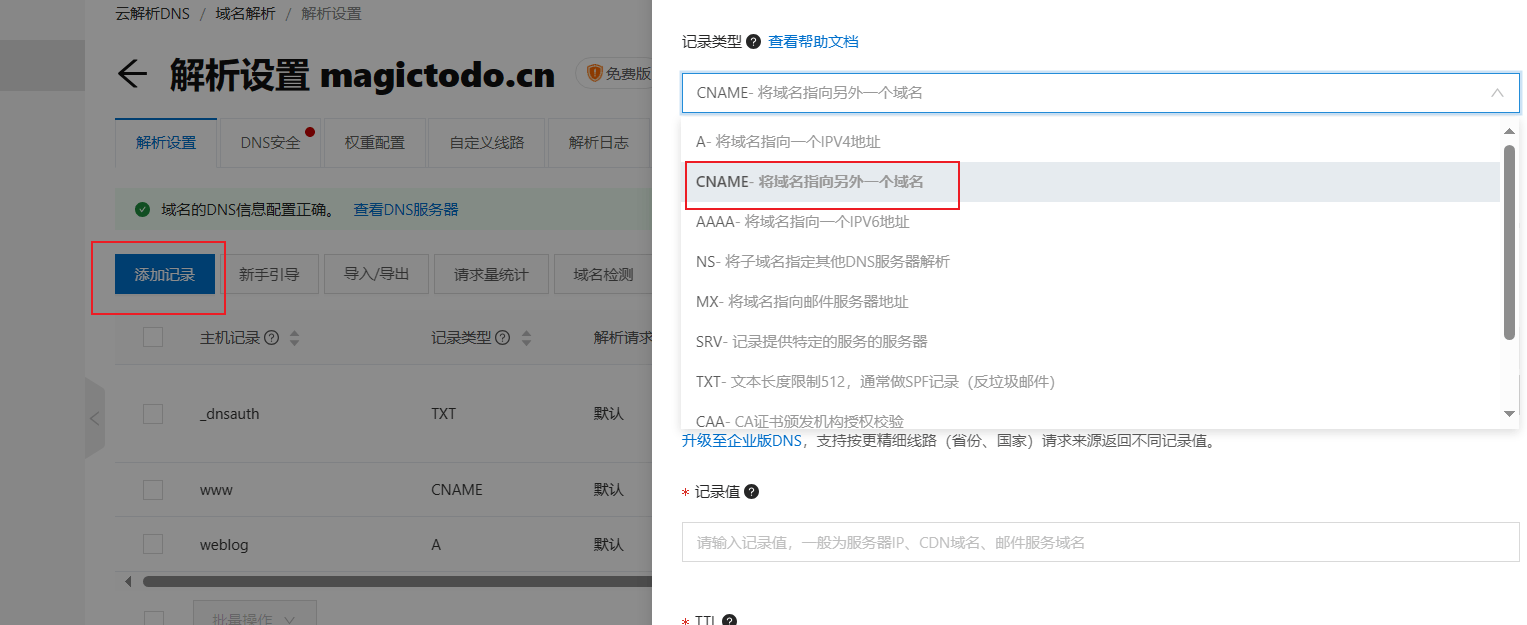 云解析DNS / 域名解析 / 解析设置
解析设置 magictodo.cn
免费版
解析设置
DNS安全
权重配置
自定义线路
解析日志
域名的DNS信息配置正确。 查看DNS服务器
添加记录
新手引导
导入/导出
请求量统计
域名检测
主机记录
记录类型
解析请求
_dnsauth
TXT
默认
www
CNAME
默认
weblog
A
默认
批量操作
记录类型 查看帮助文档
CNAME- 将域名指向另外一个域名
A- 将域名指向一个IPV4地址
CNAME- 将域名指向另外一个域名
AAAA- 将域名指向一个IPV6地址
NS- 将子域名指定其他DNS服务器解析
MX- 将域名指向邮件服务器地址
SRV- 记录提供特定的服务的服务器
TXT- 文本长度限制512，通常做SPF记录（反垃圾邮件）
CAA- CA证书颁发机构授权校验
升级至企业版DNS，支持按更精细线路（省份、国家）请求来源返回不同记录值。
* 记录值
请输入记录值，一般为服务器IP、CDN域名、邮件服务域名
* TTL